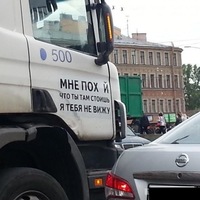 500
МНЕ ПОХ Й
ЧТО ТЫ ТАМ СТОИШЬ
Я ТЕБЯ НЕ ВИЖУ